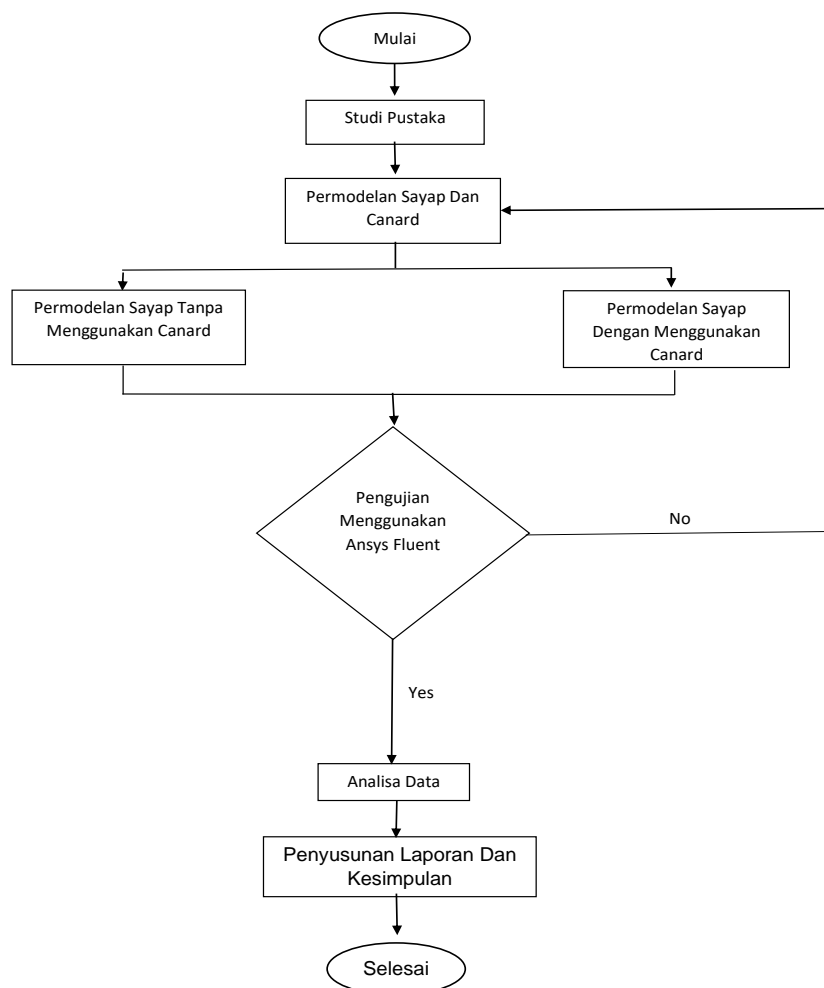 Mulai
Studi Pustaka
Permodelan Sayap Dan
Canard
Permodelan Sayap Tanpa
Menggunakan Canard
Permodelan Sayap
Dengan Menggunakan
Canard
Pengujian
Menggunakan
Ansys Fluent
No
Yes
Analisa Data
Penyusunan Laporan Dan
Kesimpulan
Selesai